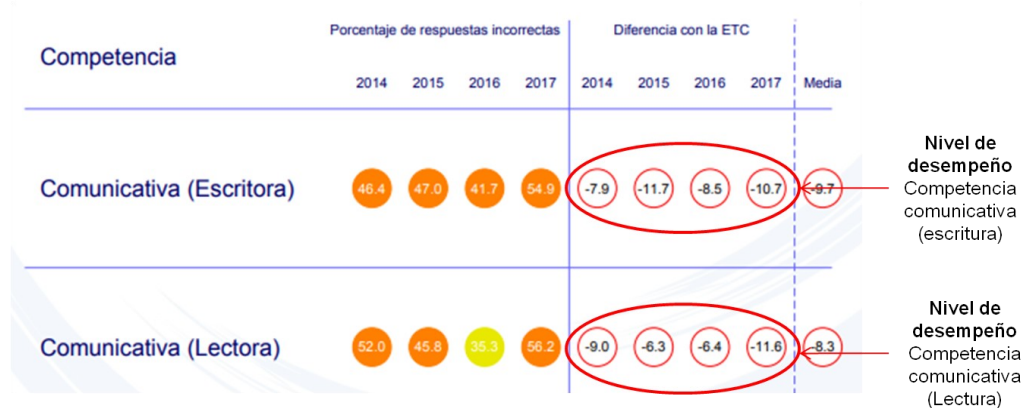 Competencia
Porcentaje de respuestas incorrectas
Diferencia con la ETC
2014 2015 2016 2017 2014 2015 2016 2017 Media
Comunicativa (Escritora) 46.4 47.0 41.7 54.9 -7.9 -11.7 -8.5 -10.7 -9.7
Nivel de
desempeño
Competencia
comunicativa
(escritura)
Comunicativa (Lectora) 52.0 45.8 35.3 56.2 -9.0 -6.3 -6.4 -11.6 -8.3
Nivel de
desempeño
Competencia
comunicativa
(Lectura)